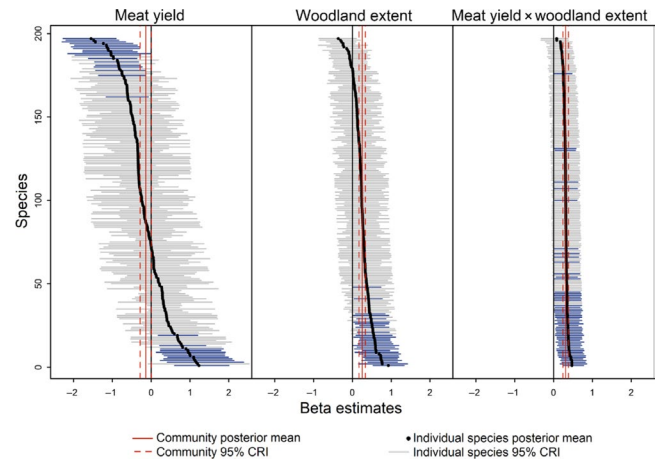 Meat yield Woodland extent Meat yield × woodland extent
200
150
100
50
0
Species
−2 −1 0 1 2 −2 −1 0 1 2 −2 −1 0 1 2
Beta estimates
Community posterior mean Individual species posterior mean
Community 95% CRI Individual species 95% CRI